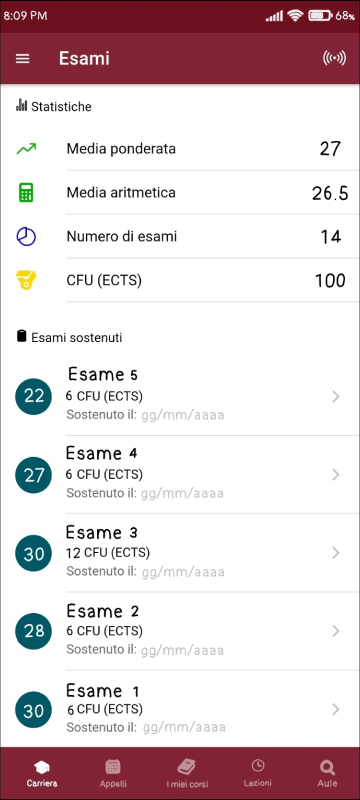 8:09 PM 68%
Esami
Statistiche
Media ponderata 27
Media aritmetica 26.5
Numero di esami 14
CFU (ECTS) 100
Esami sostenuti
Esame 5
22 6 CFU (ECTS)
Sostenuto il: gg/mm/aaaa
Esame 4
27 6 CFU (ECTS)
Sostenuto il: gg/mm/aaaa
Esame 3
30 12 CFU (ECTS)
Sostenuto il: gg/mm/aaaa
Esame 2
28 6 CFU (ECTS)
Sostenuto il: gg/mm/aaaa
Esame 1
30 6 CFU (ECTS)
Sostenuto il: gg/mm/aaaa
Carriera Appelli I miei corsi Lezioni Aule